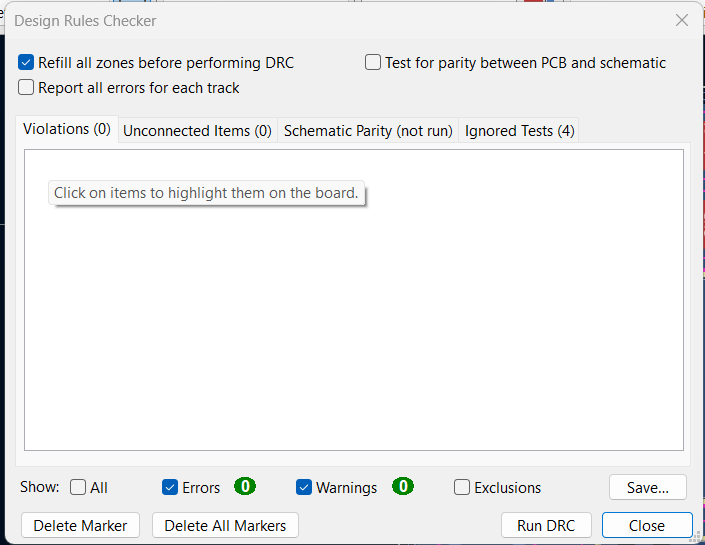 Design Rules Checker
Refill all zones before performing DRC
Test for parity between PCB and schematic
Report all errors for each track
Violations (0)
Unconnected Items (0)
Schematic Parity (not run)
Ignored Tests (4)
Click on items to highlight them on the board.
Show:
All
Errors
0
Warnings
0
Exclusions
Save...
Delete Marker
Delete All Markers
Run DRC
Close